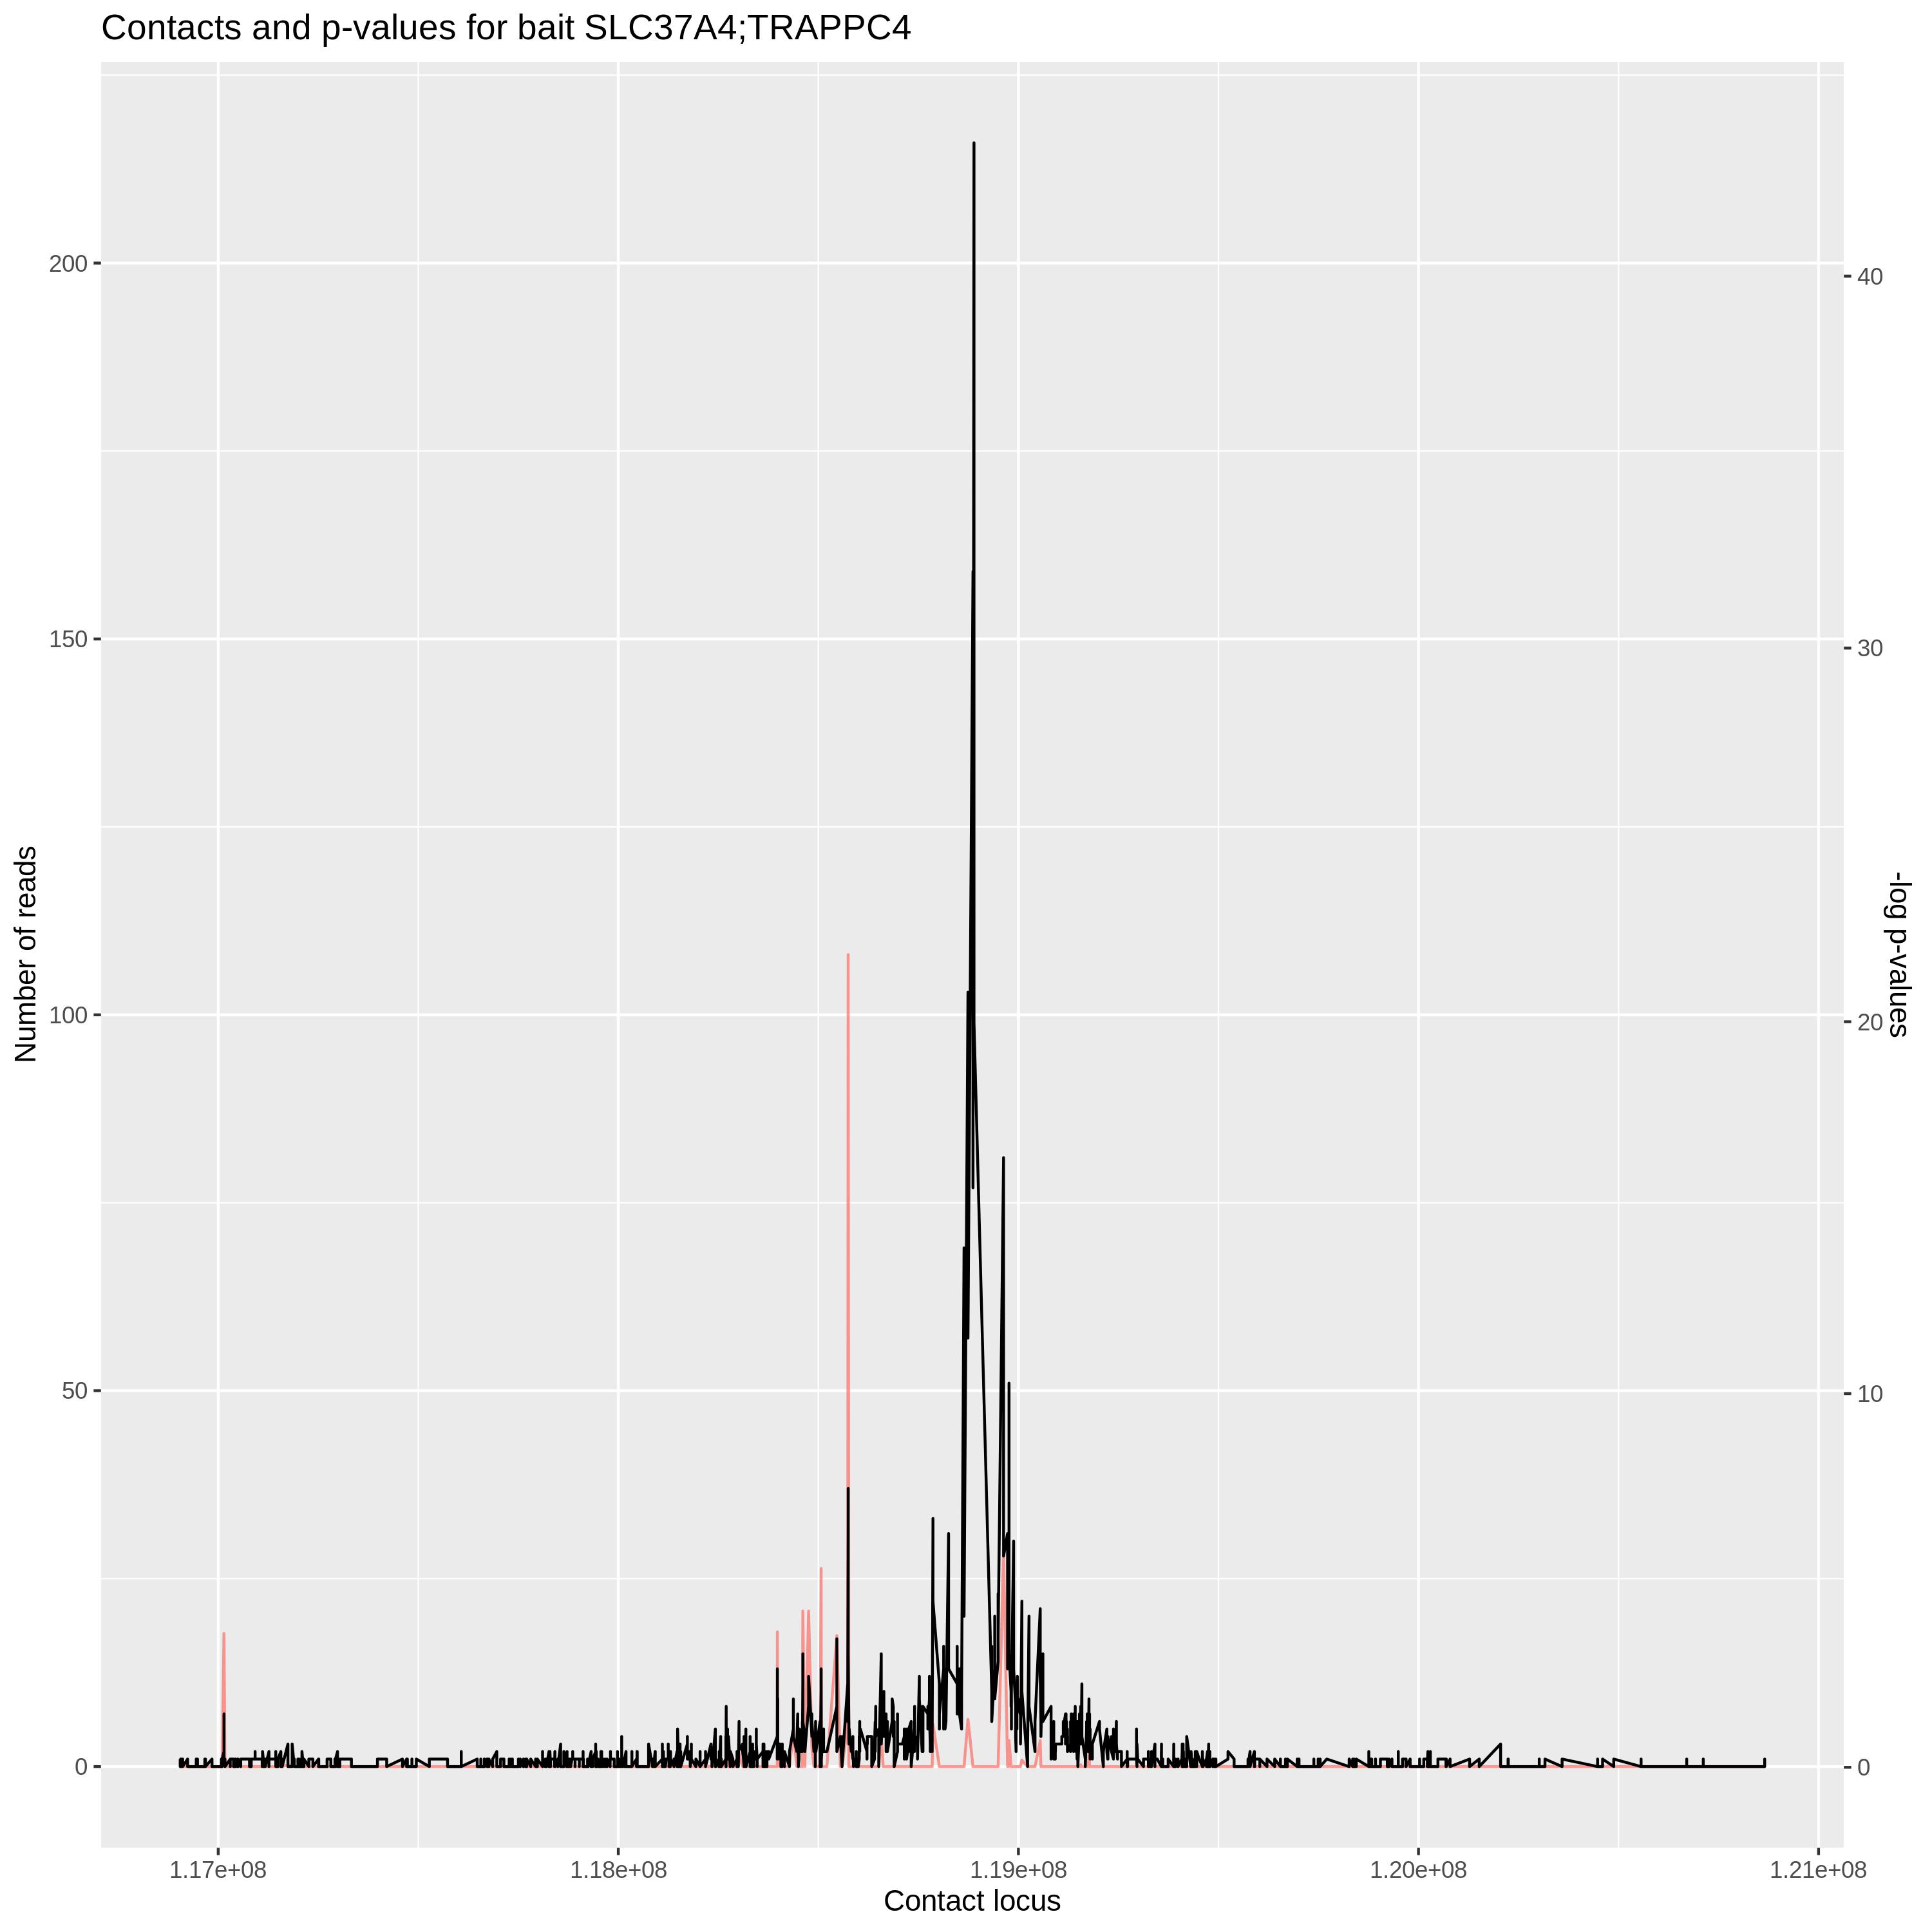 Contacts and p-values for bait SLC37A4;TRAPPC4
200
150
100
50
0
Number of reads
40
30
20
10
0
-log p-values
1.17e+08 1.18e+08 1.19e+08 1.20e+08 1.21e+08
Contact locus